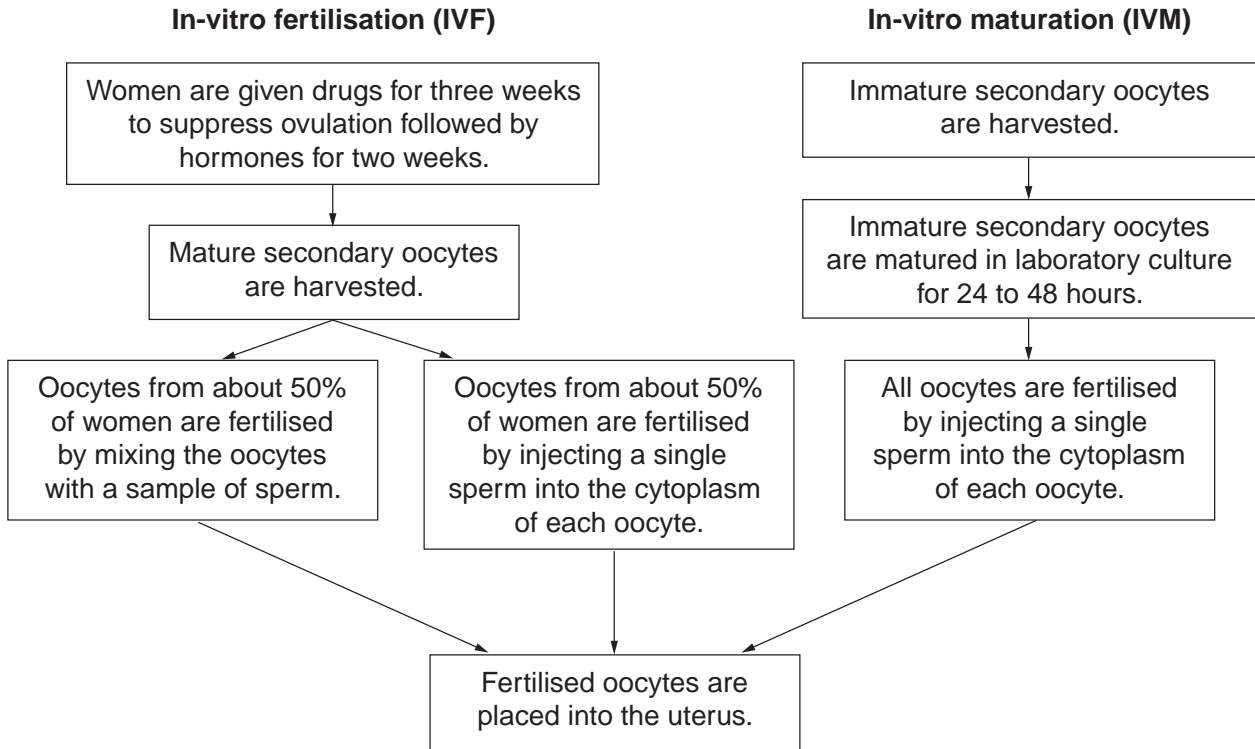 In-vitro fertilisation (IVF)
Women are given drugs for three weeks
to suppress ovulation followed by
hormones for two weeks.
Mature secondary oocytes
are harvested.
Oocytes from about 50%
of women are fertilised
by mixing the oocytes
with a sample of sperm.
Oocytes from about 50%
of women are fertilised
by injecting a single
sperm into the cytoplasm
of each oocyte.
In-vitro maturation (IVM)
Immature secondary oocytes
are harvested.
Immature secondary oocytes
are matured in laboratory culture
for 24 to 48 hours.
All oocytes are fertilised
by injecting a single
sperm into the cytoplasm
of each oocyte.
Fertilised oocytes are
placed into the uterus.